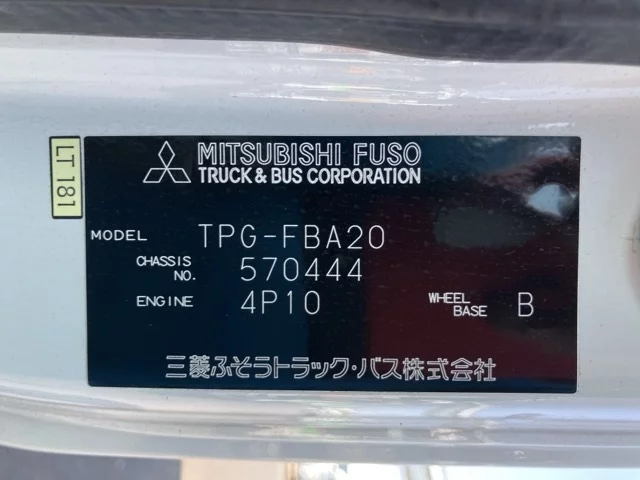 LT 181
MITSUBISHI FUSO
TRUCK & BUS CORPORATION
MODEL TPG-FBA20
CHASSIS NO. 570444
ENGINE 4P10 WHEEL BASE B
三菱ふそうトラック・バス株式会社